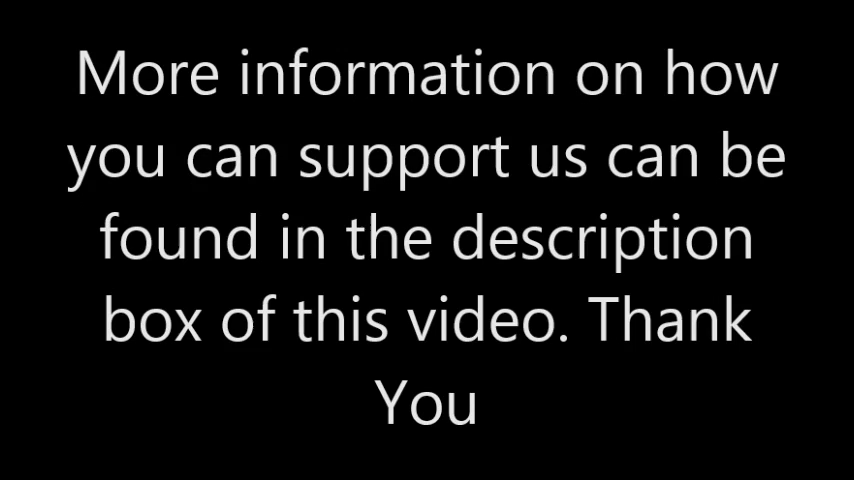 More information on how
you can support us can be
found in the description
box of this video. Thank
You